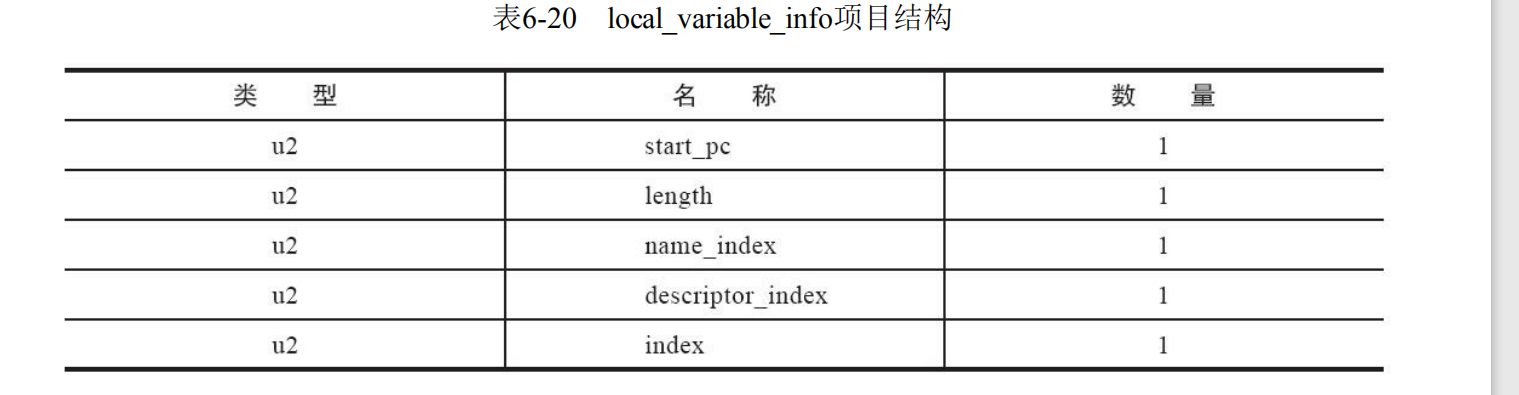 表6-20 local_variable_info项目结构
类 型 名 称 数 量
u2 start_pc 1
u2 length 1
u2 name_index 1
u2 descriptor_index 1
u2 index 1